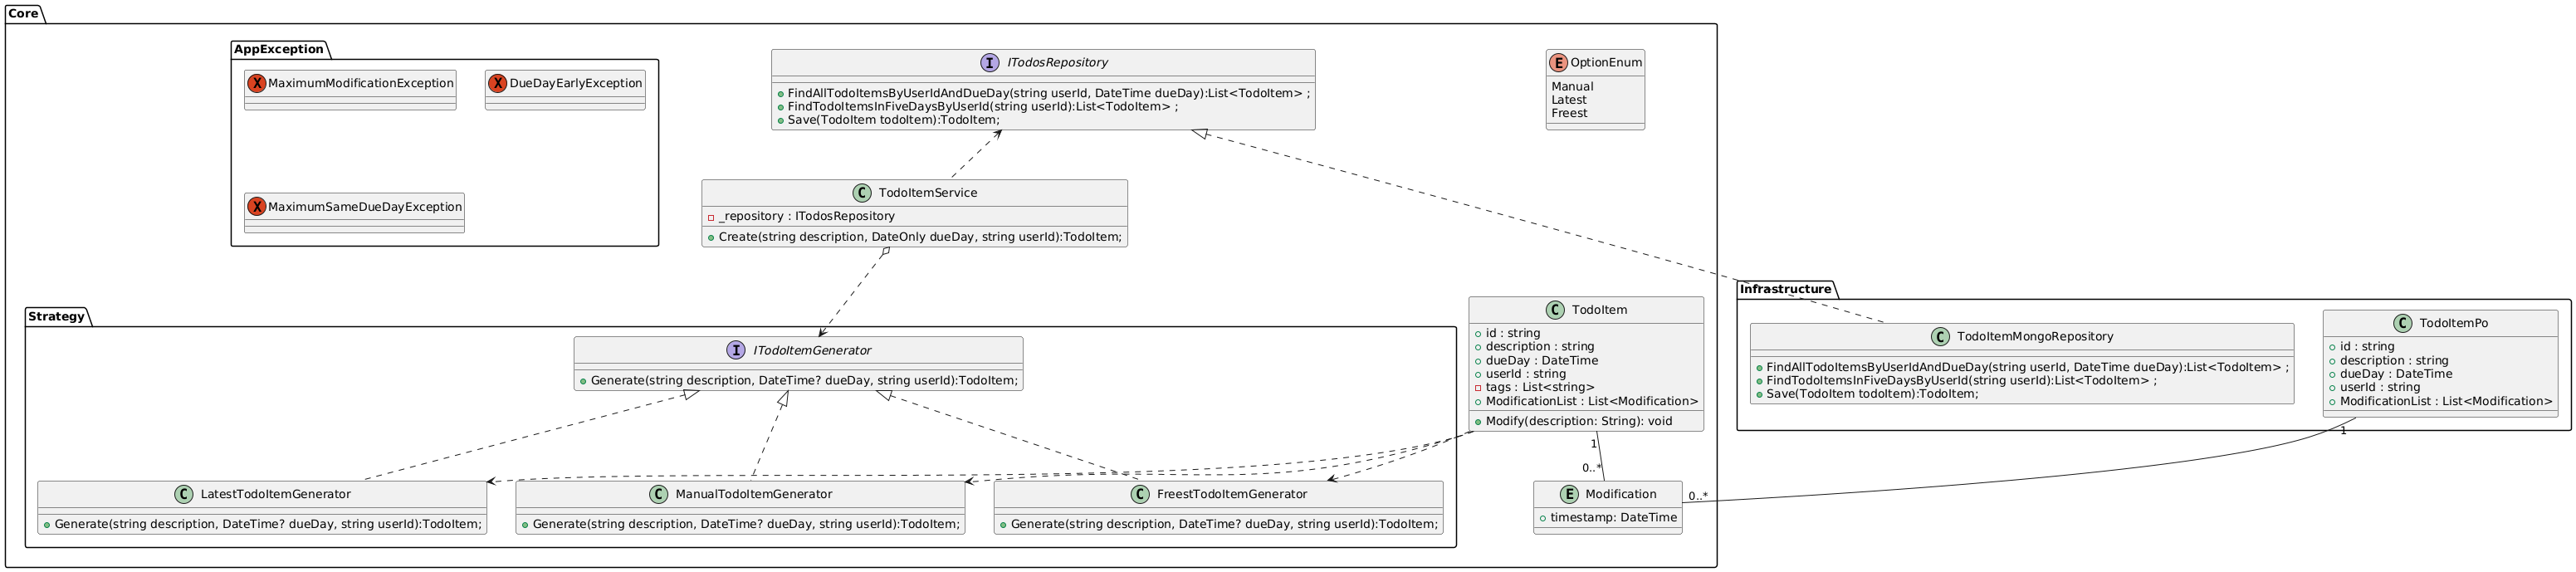 Core
AppException
X MaximumModificationException
X DueDayEarlyException
X MaximumSameDueDayException
I ITodosRepository
FindAllTodoItemsByUserIdAndDueDay(string userId, DateTime dueDay):List<TodoItem> ;
FindTodoItemsInFiveDaysByUserId(string userId):List<TodoItem> ;
Save(TodoItem todoItem):TodoItem;
E OptionEnum
Manual
Latest
Freest
C TodoItemService
_repository : ITodosRepository
Create(string description, DateOnly dueDay, string userId):TodoItem;
Strategy
I ITodoItemGenerator
Generate(string description, DateTime? dueDay, string userId):TodoItem;
C LatestTodoItemGenerator
Generate(string description, DateTime? dueDay, string userId):TodoItem;
C ManualTodoItemGenerator
Generate(string description, DateTime? dueDay, string userId):TodoItem;
C FreestTodoItemGenerator
Generate(string description, DateTime? dueDay, string userId):TodoItem;
C TodoItem
id : string
description : string
dueDay : DateTime
userId : string
tags : List<string>
ModificationList : List<Modification>
Modify(description: String): void
1
0..*
E Modification
timestamp: DateTime
Infrastructure
C TodoItemMongoRepository
FindAllTodoItemsByUserIdAndDueDay(string userId, DateTime dueDay):List<TodoItem> ;
FindTodoItemsInFiveDaysByUserId(string userId):List<TodoItem> ;
Save(TodoItem todoItem):TodoItem;
C TodoItemPo
id : string
description : string
dueDay : DateTime
userId : string
ModificationList : List<Modification>
1
0..*